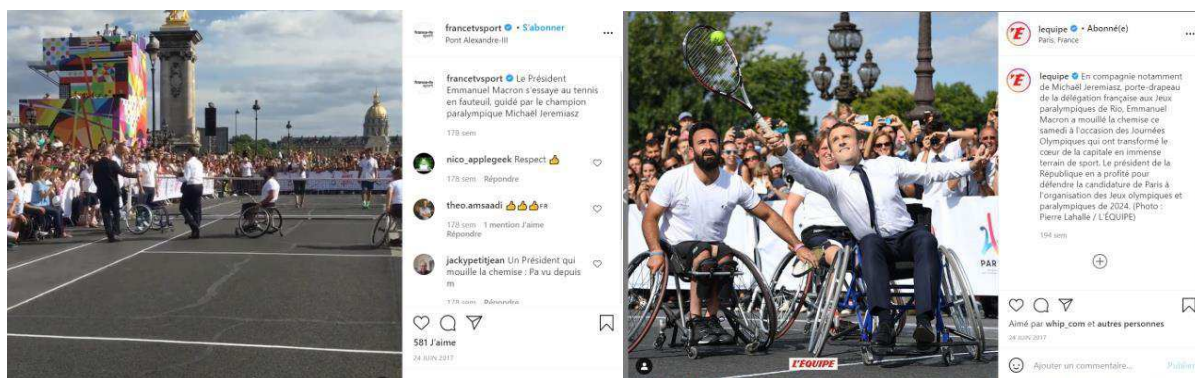 francetvsport • S'abonner
Pont Alexandre-III
francetvsport Le Président
Emmanuel Macron s'essaye au tennis
en fauteuil, guidé par le champion
paralympique Michaël Jeremiasz
178 sem
nico_applegeek Respect 👍
178 sem Répondre
theo.amsaadi 👍👍👍FR
178 sem 1 mention J'aime
Répondre
jackypetitjean Un Président qui
mouille la chemise : Pa vu depuis
m
178 sem Répondre
581 J'aime
24 JUIN 2017
PARIS
L'ÉQUIPE
lequipe • Abonné(e)
Paris, France
lequipe En compagnie notamment
de Michaël Jeremiasz, porte-drapeau
de la délégation française aux Jeux
paralympiques de Rio, Emmanuel
Macron a mouillé la chemise ce
samedi à l'occasion des Journées
Olympiques qui ont transformé le
cœur de la capitale en immense
terrain de sport. Le président de la
République en a profité pour
défendre la candidature de Paris à
l'organisation des Jeux olympiques et
paralympiques de 2024. (Photo :
Pierre Lahalle / L'ÉQUIPE)
194 sem
Aimé par whip_com et autres personnes
24 JUIN 2017
Ajouter un commentaire... Publier